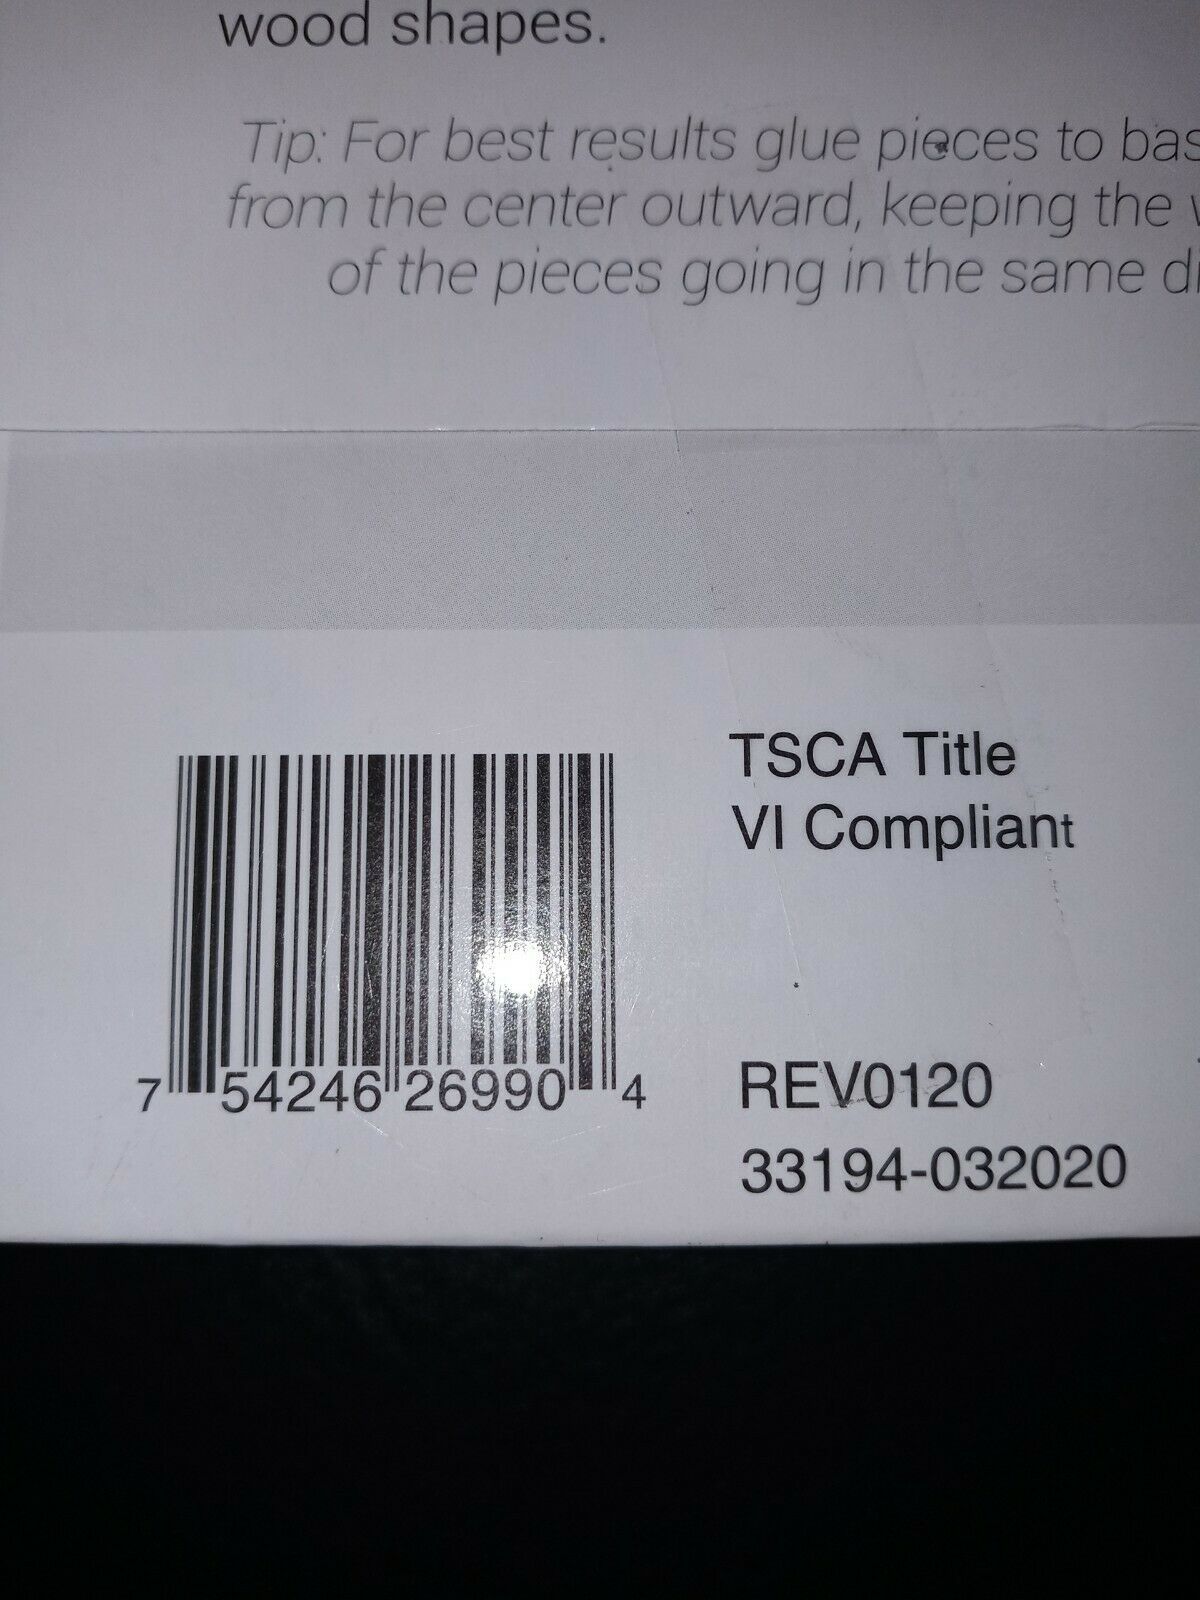 wood shapes.
Tip: For best results glue pieces to
from the center outward, keeping the
of the pieces going in the same
TSCA Title
VI Compliant
7 54246 26990 4
REV0120
33194-032020